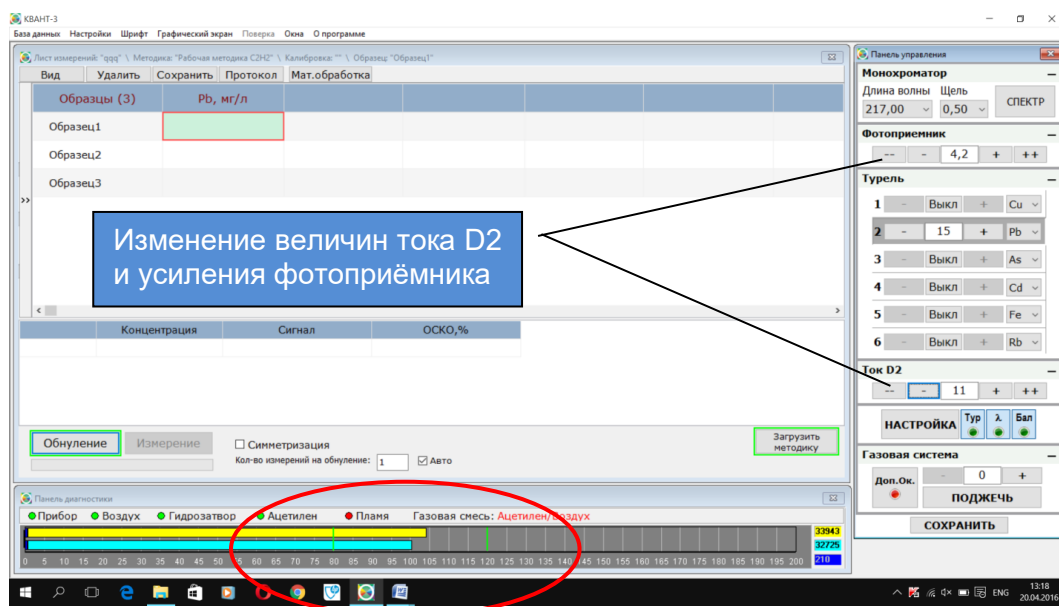 КВАНТ-3
База данных Настройки Шрифт Графический экран Поверка Окна О программе
Лист измерений: "qqq" \ Методика: "Рабочая методика C2H2" \ Калибровка: "" \ Образец: "Образец1"
Вид Удалить Сохранить Протокол Мат.обработка
Образцы (3) Pb, мг/л
Образец1
Образец2
Образец3
>>
Изменение величин тока D2
и усиления фотоприёмника
Концентрация Сигнал ОСКО,%
Обнуление Измерение
Симметризация
Кол-во измерений на обнуление: 1 Авто
Загрузить
методику
Панель диагностики
Прибор Воздух Гидрозатвор Ацетилен Пламя Газовая смесь: Ацетилен/Воздух
33943
32725
210
0 5 10 15 20 25 30 35 40 45 50 55 60 65 70 75 80 85 90 95 100 105 110 115 120 125 130 135 140 145 150 155 160 165 170 175 180 185 190 195 200
Панель управления
Монохроматор
Длина волны Щель
217,00 0,50 СПЕКТР
Фотоприемник
-- - 4,2 + ++
Турель
1 - Выкл + Cu
2 - 15 + Pb
3 - Выкл + As
4 - Выкл + Cd
5 - Выкл + Fe
6 - Выкл + Rb
Ток D2
-- - 11 + ++
НАСТРОЙКА Тур λ Бал
Газовая система
Доп.Ок. - 0 +
ПОДЖЕЧЬ
СОХРАНИТЬ
ENG
13:18
20.04.2016